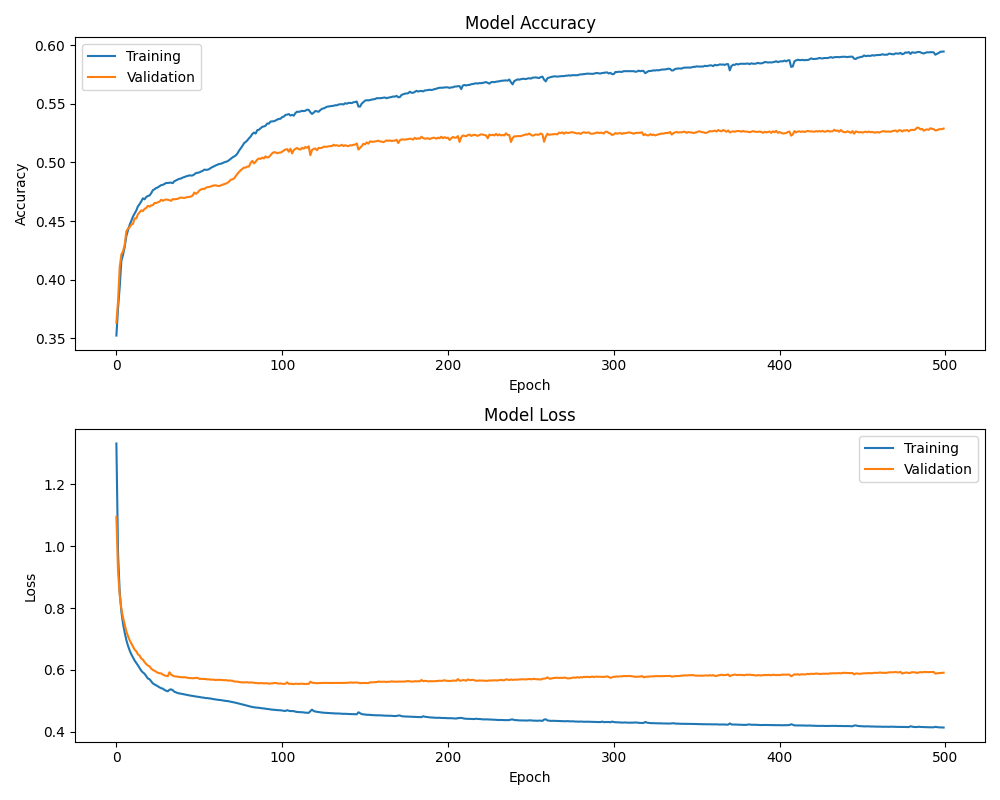 Model Accuracy
0.60
0.55
0.50
0.45
0.40
0.35
Accuracy
Training
Validation
0 100 200 300 400 500
Epoch
Model Loss
1.2
1.0
0.8
0.6
0.4
Loss
Training
Validation
0 100 200 300 400 500
Epoch